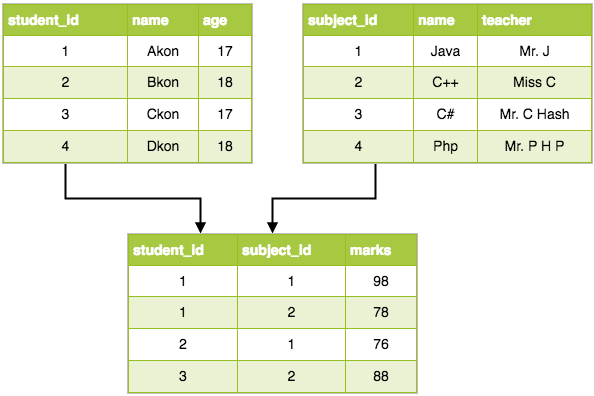 student_id name age
1 Akon 17
2 Bkon 18
3 Ckon 17
4 Dkon 18
subject_id name teacher
1 Java Mr. J
2 C++ Miss C
3 C# Mr. C Hash
4 Php Mr. P H P
student_id subject_id marks
1 1 98
1 2 78
2 1 76
3 2 88